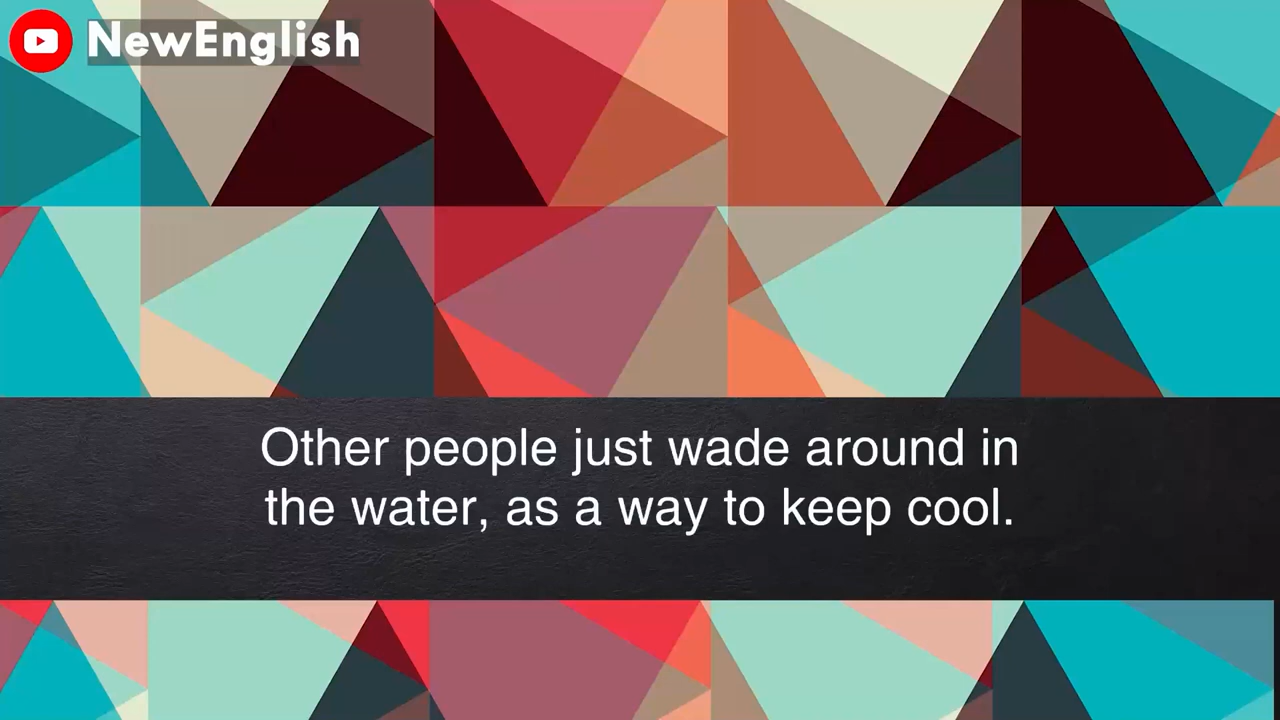 NewEnglish
Other people just wade around in
the water, as a way to keep cool.